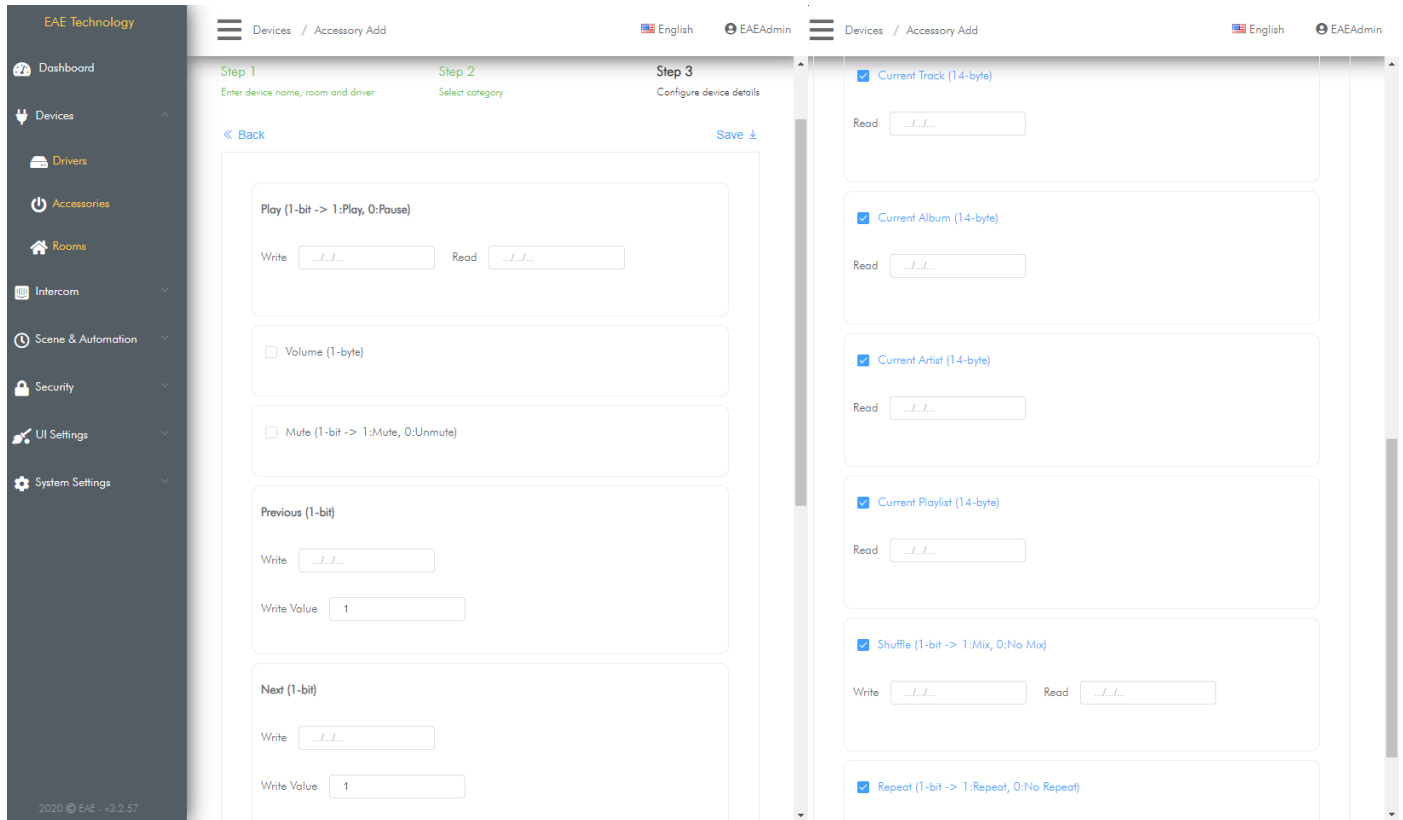 EAE Technology
Dashboard
Devices
Drivers
Accessories
Rooms
Intercom
Scene & Automation
Security
UI Settings
System Settings
2020 © EAE - v3.2.57
Devices / Accessory Add
English
EAEAdmin
Step 1
Enter device name, room and driver
Step 2
Select category
Step 3
Configure device details
« Back
Save
Play (1-bit -> 1:Play, 0:Pause)
Write .../.../... Read .../.../...
Volume (1-byte)
Mute (1-bit -> 1:Mute, 0:Unmute)
Previous (1-bit)
Write .../.../...
Write Value 1
Next (1-bit)
Write .../.../...
Write Value 1
Devices / Accessory Add
English
EAEAdmin
Current Track (14-byte)
Read .../.../...
Current Album (14-byte)
Read .../.../...
Current Artist (14-byte)
Read .../.../...
Current Playlist (14-byte)
Read .../.../...
Shuffle (1-bit -> 1:Mix, 0:No Mix)
Write .../.../... Read .../.../...
Repeat (1-bit -> 1:Repeat, 0:No Repeat)